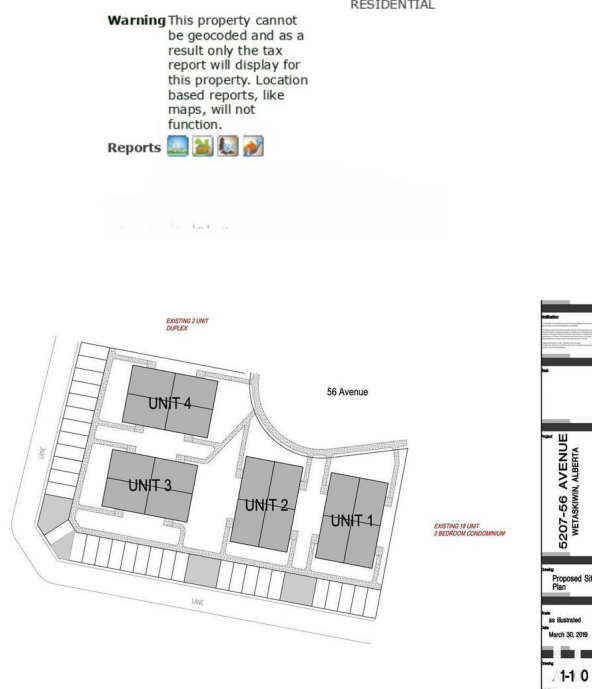 RESIDENTIAL
Warning This property cannot
be geocoded and as a
result only the tax
report will display for
this property. Location
based reports, like
maps, will not
function.
Reports
EXISTING 2 UNIT
DUPLEX
56 Avenue
UNIT 4
UNIT 3
UNIT 2
UNIT 1
LANE
LANE
EXISTING 18 UNIT
2 BEDROOM CONDOMINIUM
5207-56 AVENUE
WETASKIWIN, ALBERTA
Proposed Sit
Plan
as illustrated
March 30, 2019